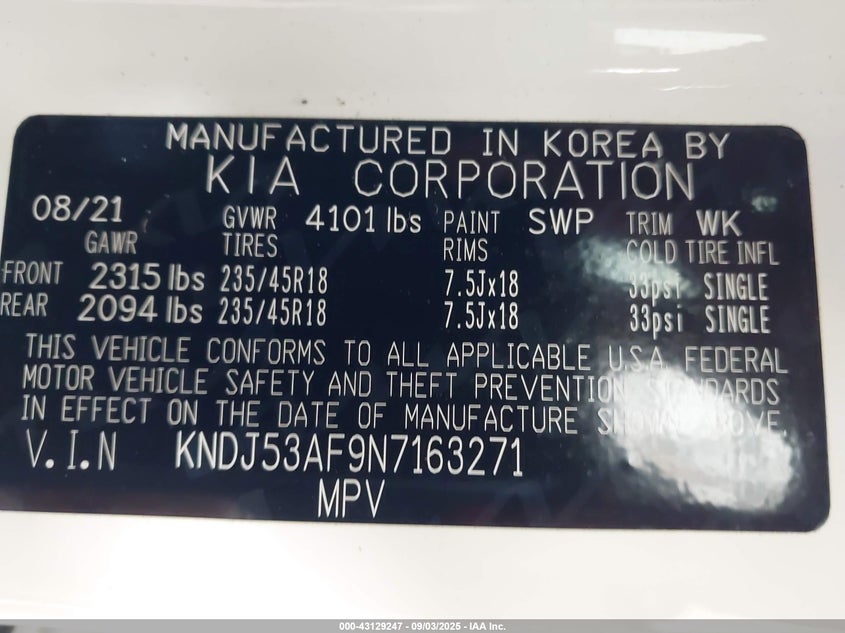 MANUFACTURED IN KOREA BY
KIA CORPORATION
08/21 GVWR 4101 lbs PAINT SWP TRIM WK
GAWR TIRES RIMS COLD TIRE INFL
FRONT 2315 lbs 235/45R18 7.5Jx18 33psi SINGLE
REAR 2094 lbs 235/45R18 7.5Jx18 33psi SINGLE
THIS VEHICLE CONFORMS TO ALL APPLICABLE U.S.A. FEDERAL
MOTOR VEHICLE SAFETY AND THEFT PREVENTION STANDARDS
IN EFFECT ON THE DATE OF MANUFACTURE SHOWN ABOVE.
V.I.N KNDJ53AF9N7163271
MPV
000-43129247 - 09/03/2025 - IAA Inc.